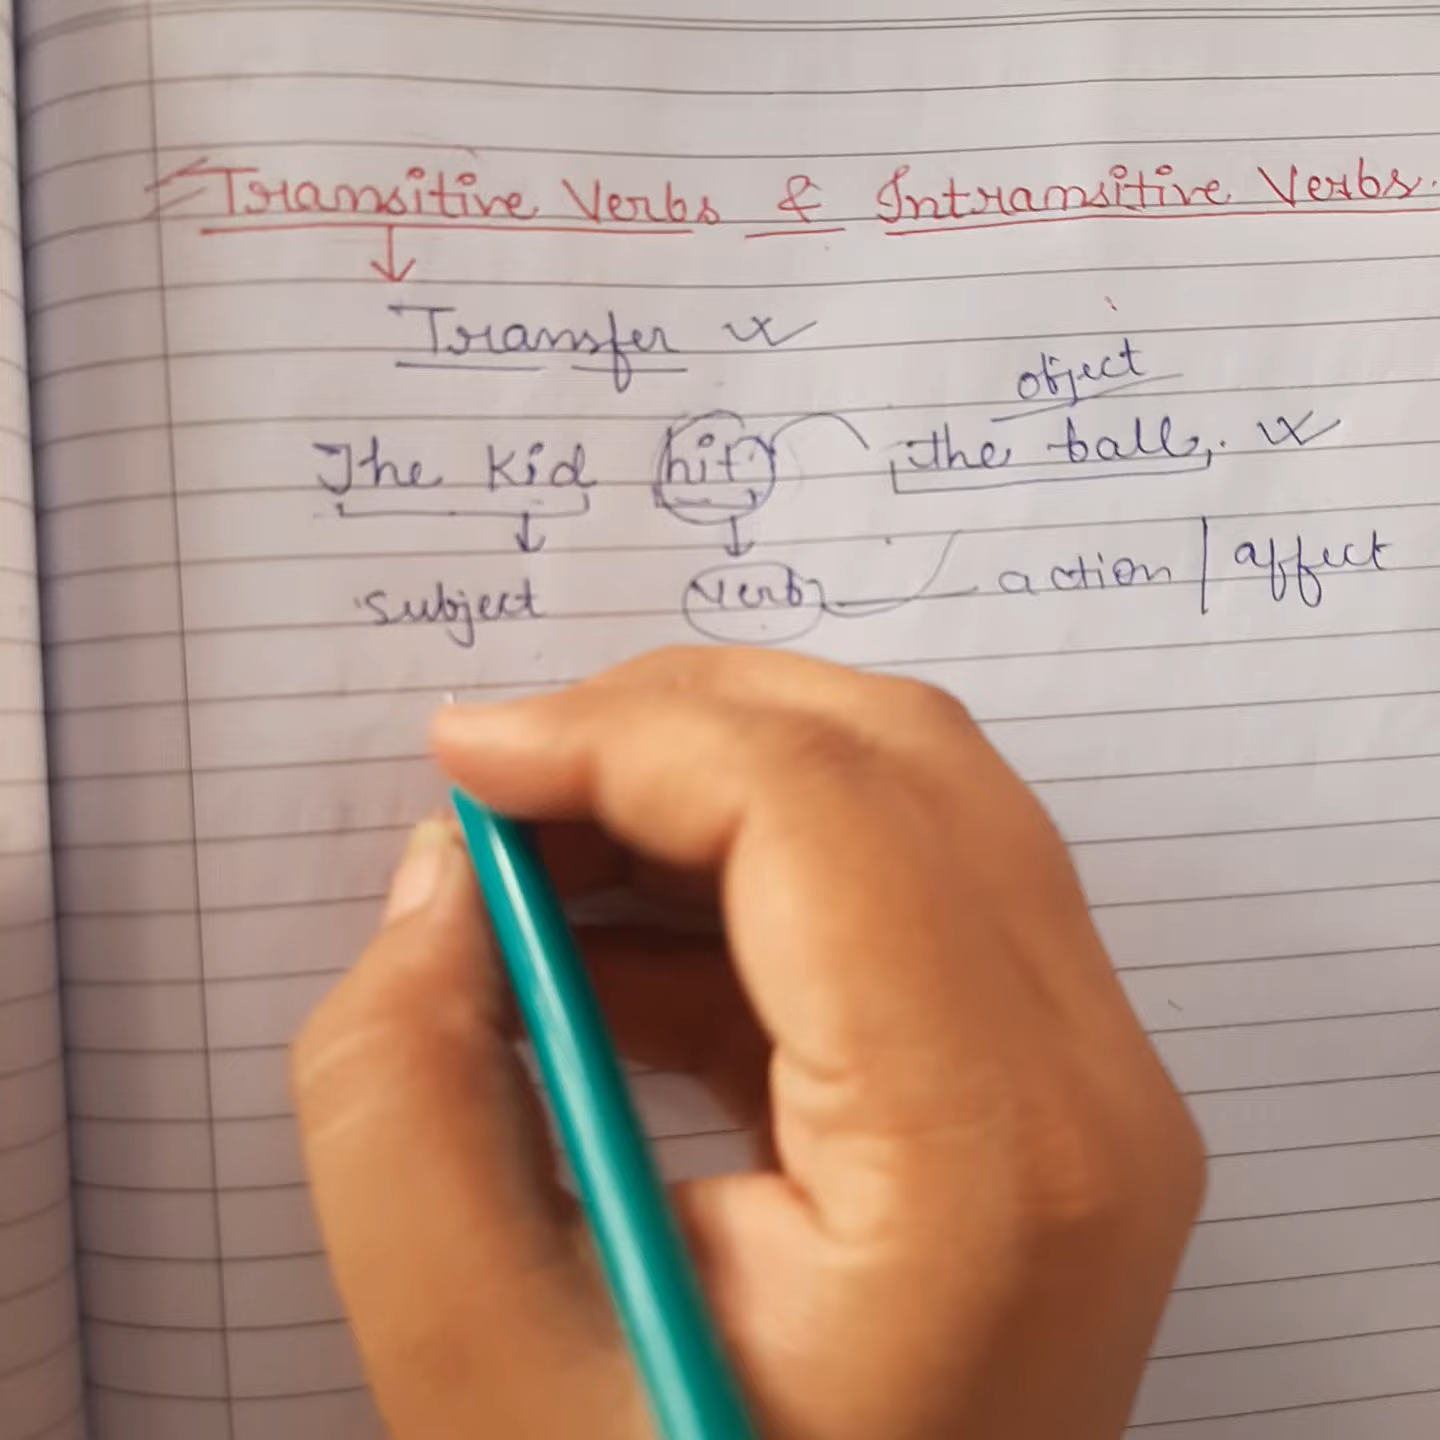 Transitive Verbs & Intransitive Verbs.
Transfer
object
The Kid hit the ball.
subject verb action / affect